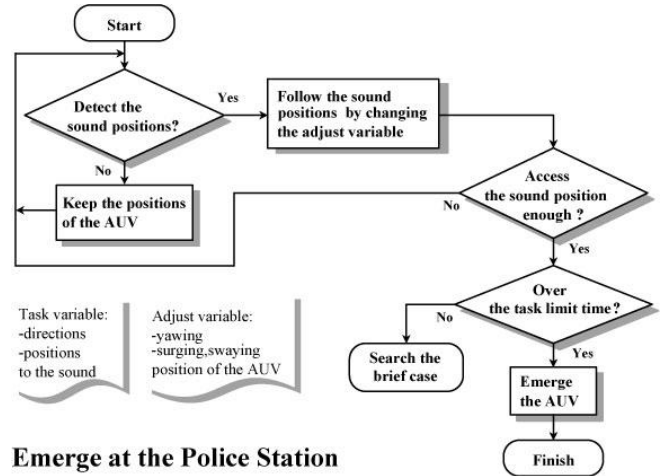 Start
Detect the
sound positions?
Yes
Follow the sound
positions by changing
the adjust variable
No
Keep the positions
of the AUV
Access
the sound position
enough ?
No
Yes
Over
the task limit time?
No
Search the
brief case
Yes
Emerge
the AUV
Finish
Task variable:
-directions
-positions
to the sound
Adjust variable:
-yawing
-surging,swaying
position of the AUV
Emerge at the Police Station